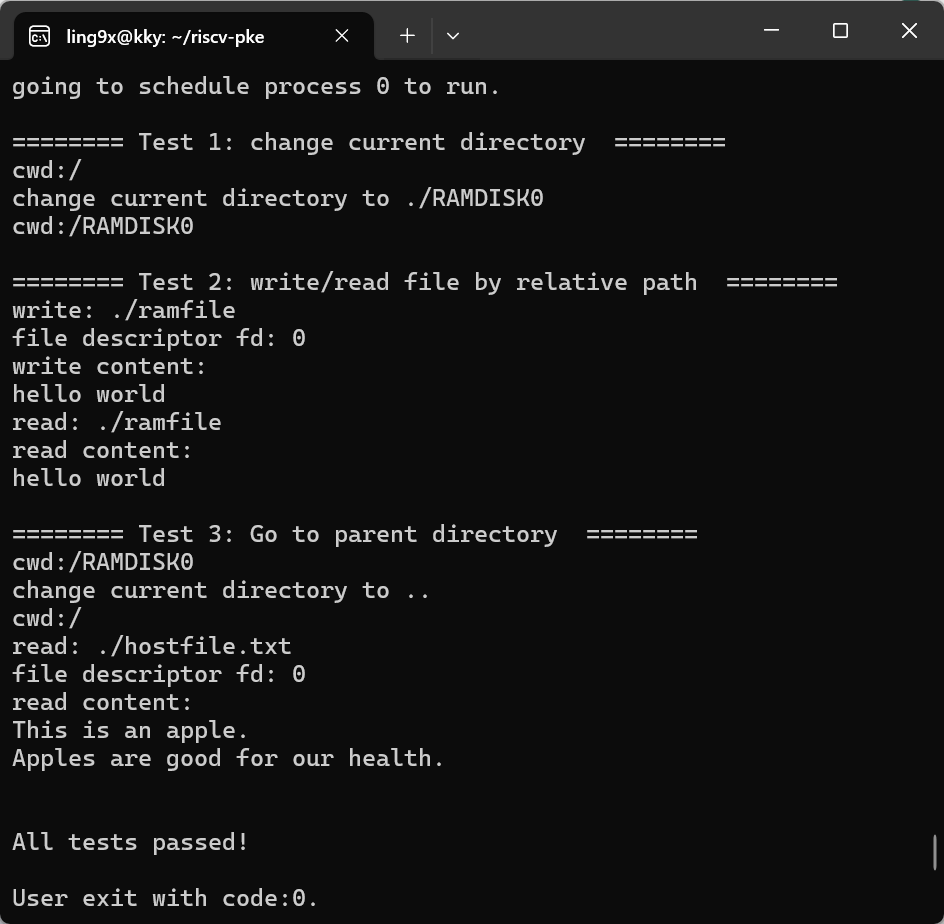 ling9x@kky: ~/riscv-pke
going to schedule process 0 to run.
======== Test 1: change current directory  ========
cwd:/
change current directory to ./RAMDISK0
cwd:/RAMDISK0
======== Test 2: write/read file by relative path  ========
write: ./ramfile
file descriptor fd: 0
write content:
hello world
read: ./ramfile
read content:
hello world
======== Test 3: Go to parent directory  ========
cwd:/RAMDISK0
change current directory to ..
cwd:/
read: ./hostfile.txt
file descriptor fd: 0
read content:
This is an apple.
Apples are good for our health.
All tests passed!
User exit with code:0.